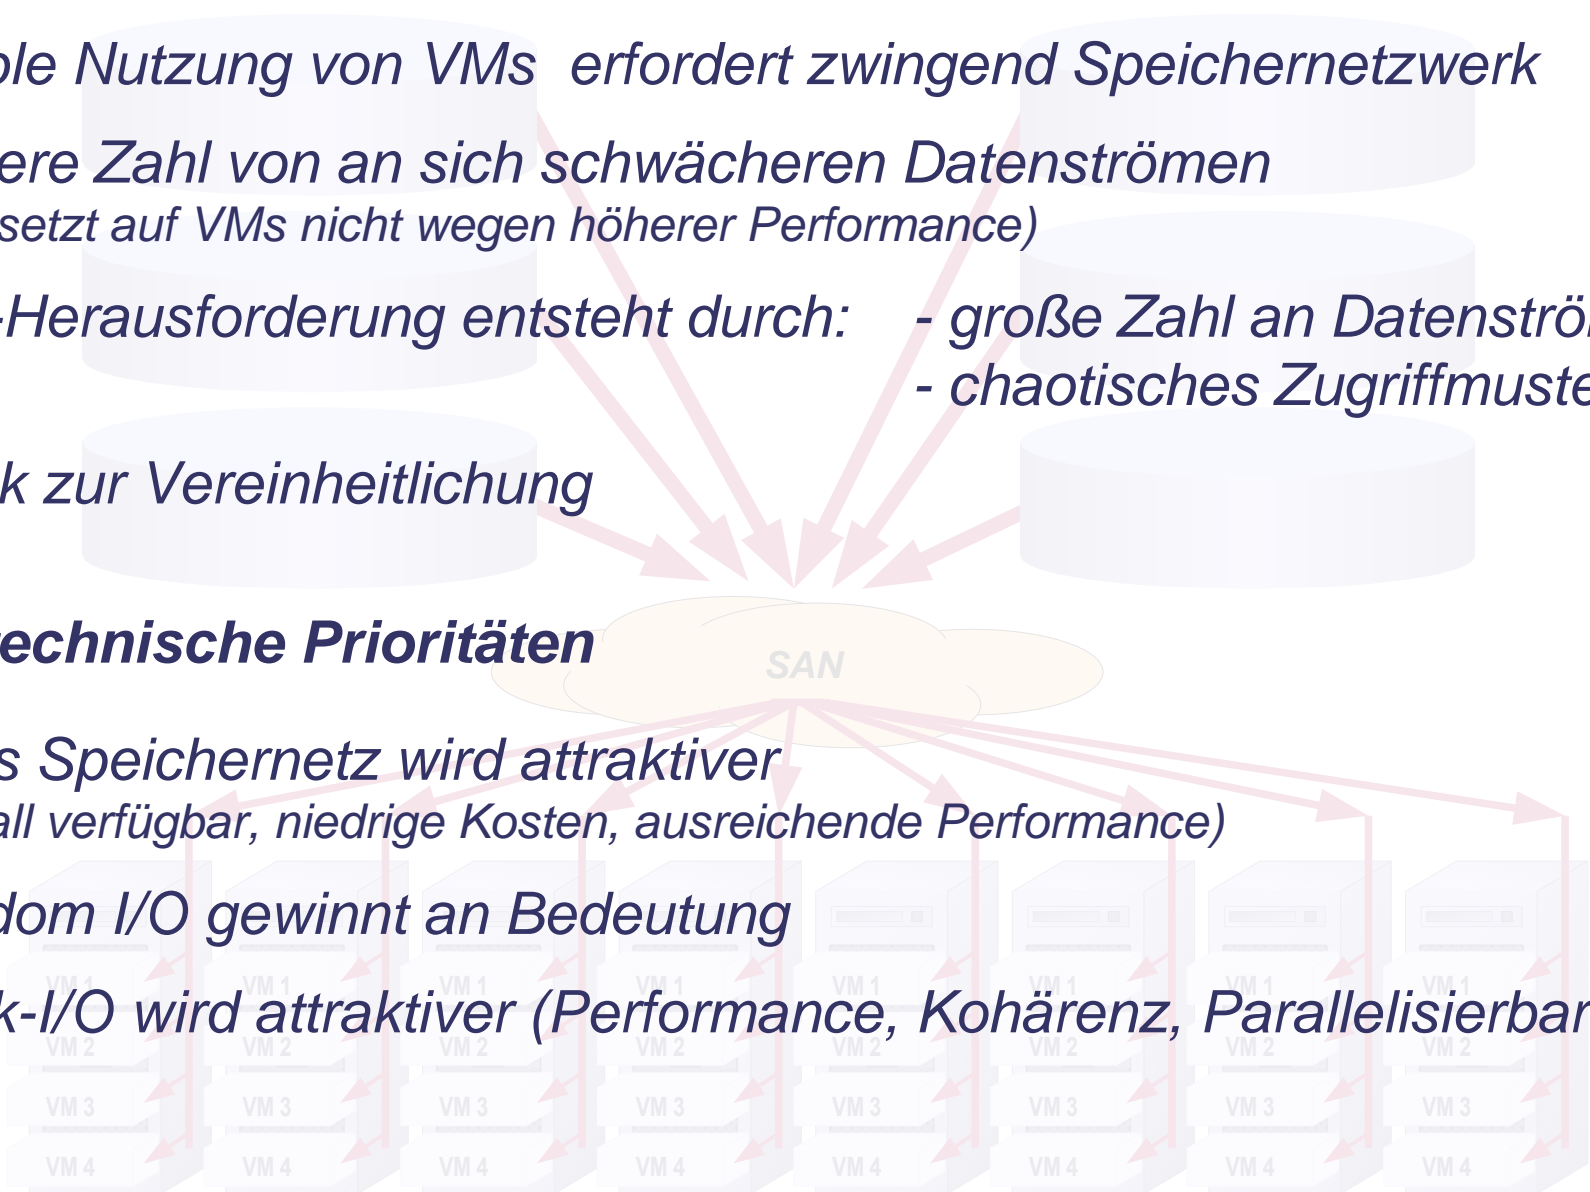 ble Nutzung von VMs erfordert zwingend Speichernetzwerk
ere Zahl von an sich schwächeren Datenströmen
setzt auf VMs nicht wegen höherer Performance)
-Herausforderung entsteht durch: - große Zahl an Datenströ
- chaotisches Zugriffmuste
k zur Vereinheitlichung
technische Prioritäten
SAN
s Speichernetz wird attraktiver
all verfügbar, niedrige Kosten, ausreichende Performance)
dom I/O gewinnt an Bedeutung
VM 1 VM 1 VM 1 VM 1 VM 1 VM 1 VM 1 VM 1
k-I/O wird attraktiver (Performance, Kohärenz, Parallelisierbar
VM 2 VM 2 VM 2 VM 2 VM 2 VM 2 VM 2 VM 2
VM 3 VM 3 VM 3 VM 3 VM 3 VM 3 VM 3 VM 3
VM 4 VM 4 VM 4 VM 4 VM 4 VM 4 VM 4 VM 4